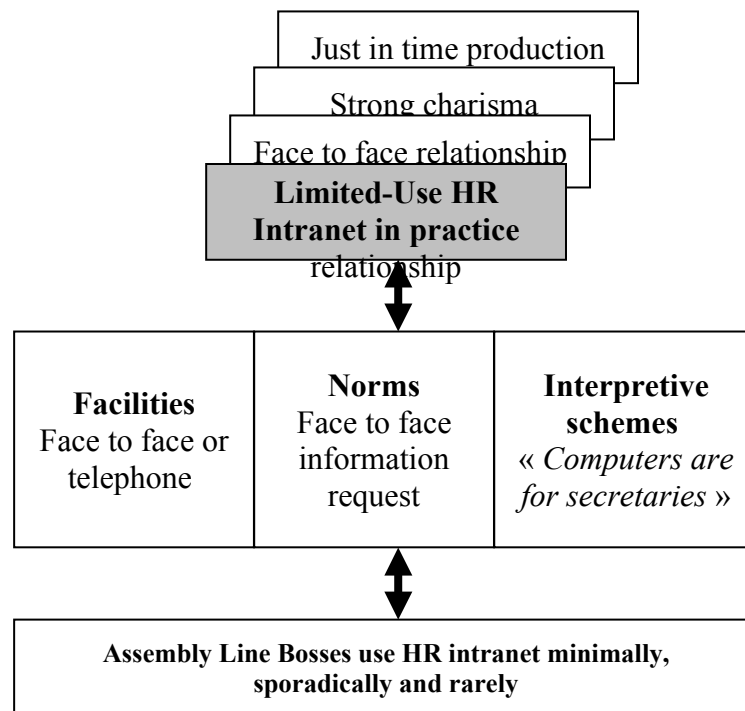 Just in time production
Strong charisma
Face to face relationship
Limited-Use HR
Intranet in practice
relationship
Facilities
Face to face or
telephone
Norms
Face to face
information
request
Interpretive
schemes
« Computers are
for secretaries »
Assembly Line Bosses use HR intranet minimally,
sporadically and rarely